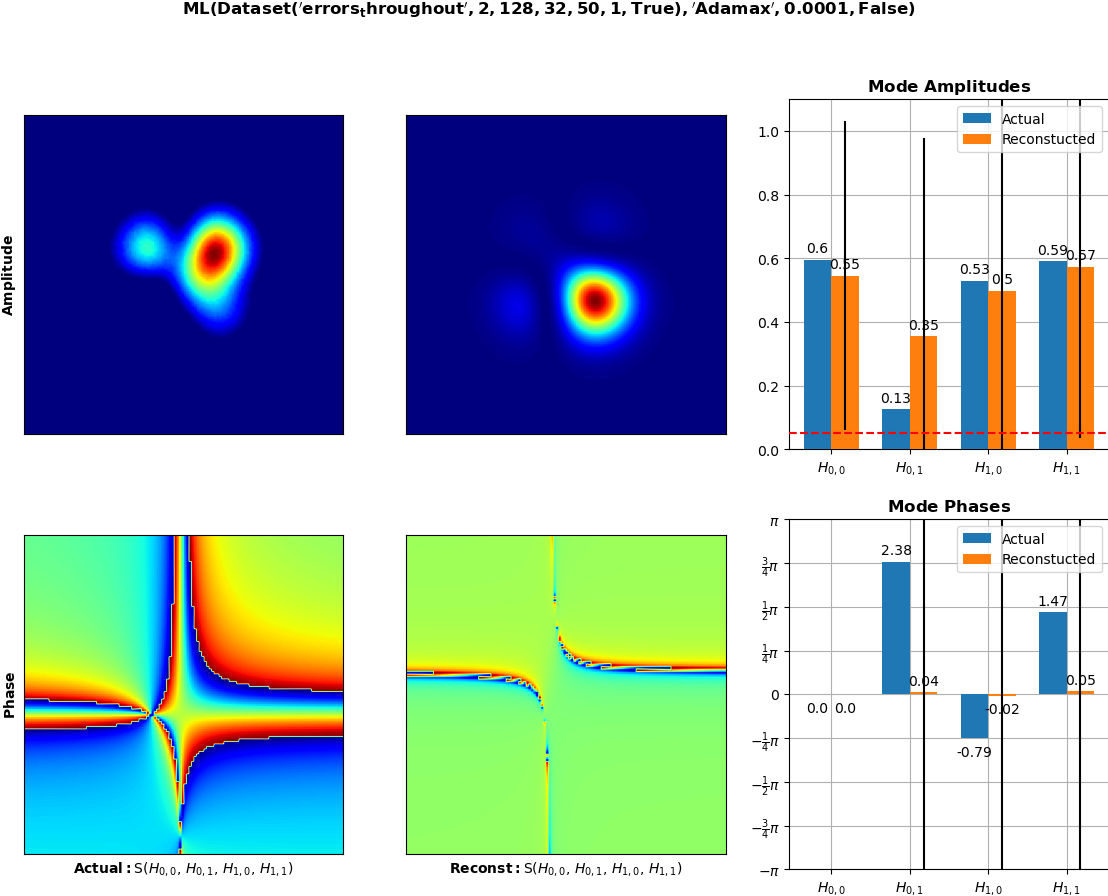 ML(Dataset('errors_throughout', 2, 128, 32, 50, 1, True), 'Adamax', 0.0001, False)
Amplitude
Mode Amplitudes
Actual
Reconstucted
1.0
0.8
0.6
0.4
0.2
0.0
0.6
0.55
0.13
0.35
0.53
0.5
0.59
0.57
H0,0
H0,1
H1,0
H1,1
Phase
Actual: S(H0,0, H0,1, H1,0, H1,1)
Reconst: S(H0,0, H0,1, H1,0, H1,1)
Mode Phases
Actual
Reconstucted
π
3/4π
1/2π
1/4π
0
−1/4π
−1/2π
−3/4π
−π
0.0
0.0
2.38
0.04
-0.79
-0.02
1.47
0.05
H0,0
H0,1
H1,0
H1,1